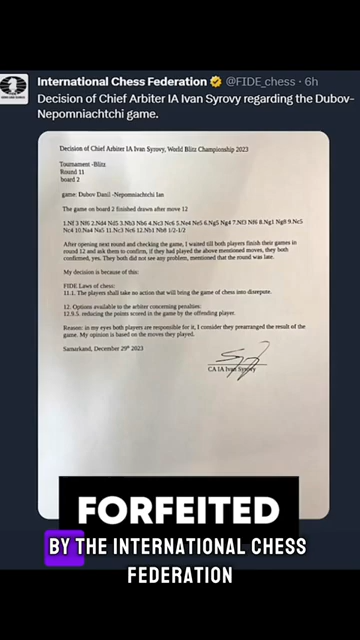 International Chess Federation @FIDE_chess · 6h
Decision of Chief Arbiter IA Ivan Syrovy regarding the Dubov-
Nepomniachtchi game.
Decision of Chief Arbiter IA Ivan Syrovy, World Blitz Championship 2023
Tournament -Blitz
Round 11
board 2
game: Dubov Danil -Nepomniachtchi Ian
The game on board 2 finished drawn after move 12
1.Nf 3 Nf6 2.Nd4 Nd5 3.Nb3 Nb6 4.Nc3 Nc6 5.Ne4 Ne5 6.Ng5 Ng4 7.Nf3 Nf6 8.Ng1 Ng8 9.Nc5
Nc4 10.Na4 Na5 11.Nc3 Nc6 12.Nb1 Nb8 1/2-1/2
After opening next round and checking the game, I waited till both players finish their games in
round 12 and ask them to confirm, if they had played the above mentioned moves, they both
confirmed, yes. They both did not see any problem, mentioned that the round was late.
My decision is because of this:
FIDE Laws of chess:
11.1. The players shall take no action that will bring the game of chess into disrepute.
12. Options available to the arbiter concerning penalties:
12.9.5. reducing the points scored in the game by the offending player.
Reason: in my eyes both players are responsible for it, I consider they prearranged the result of the
game. My opinion is based on the moves they played.
Samarkand, December 29th 2023
CA IA Ivan Syrovy
FORFEITED
BY THE INTERNATIONAL CHESS
FEDERATION